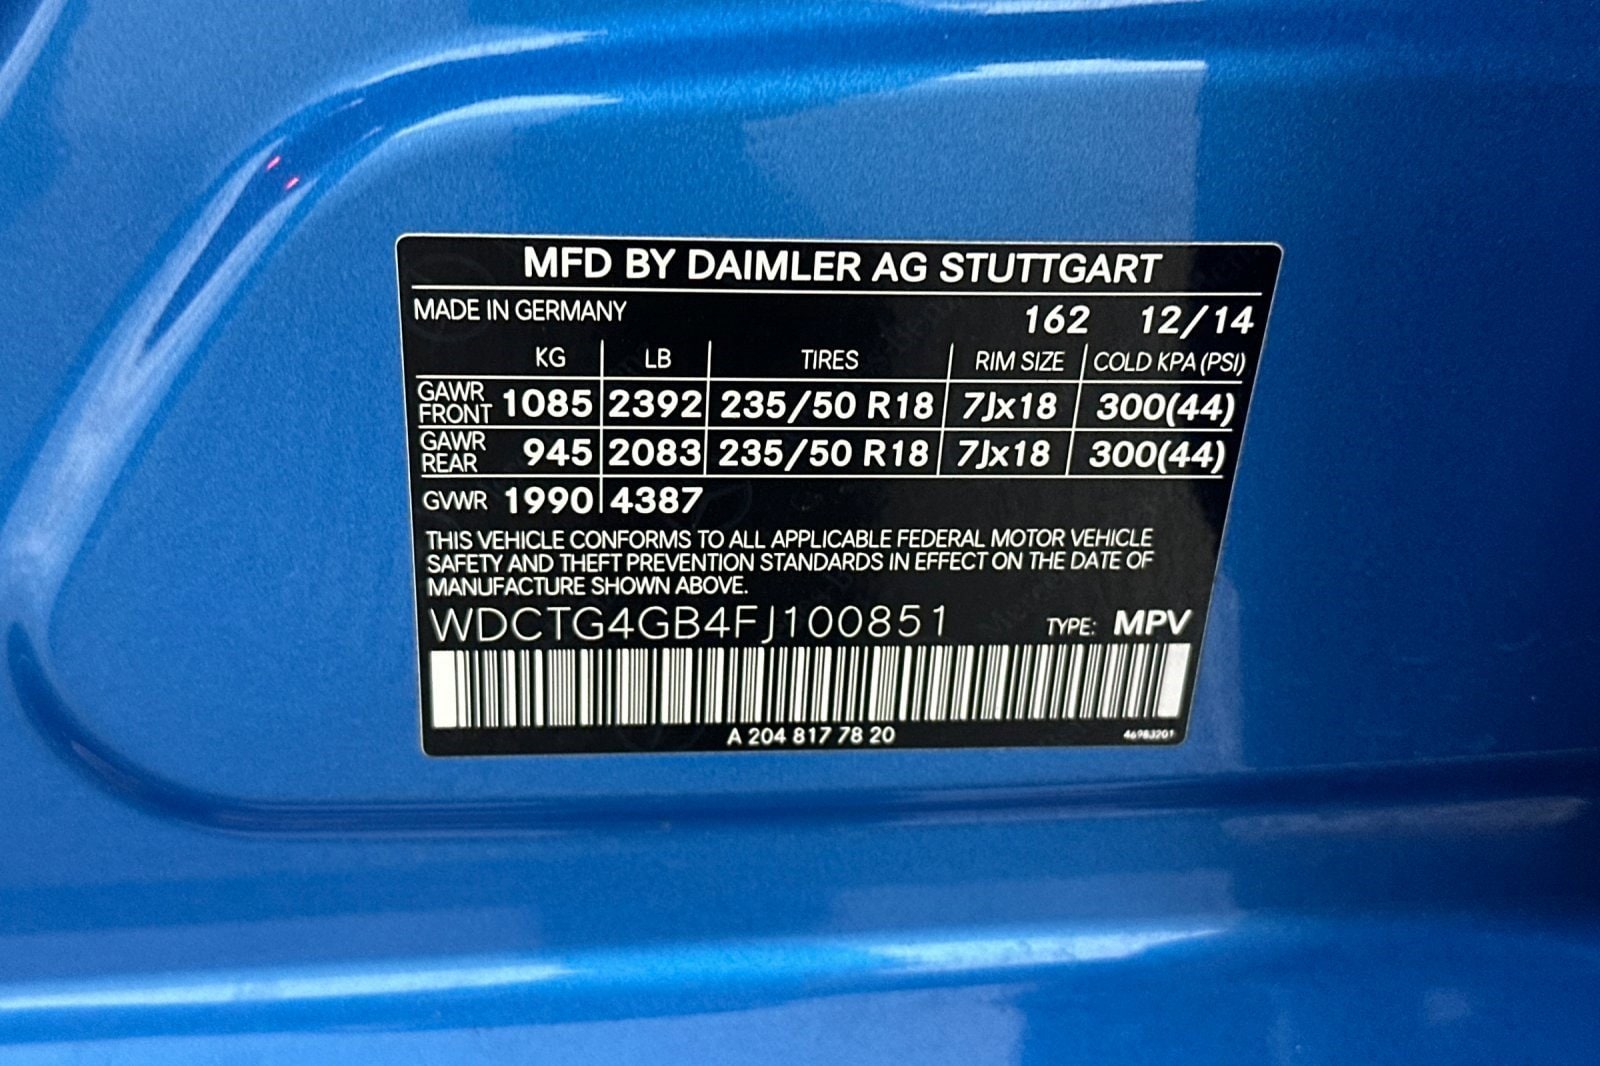 MFD BY DAIMLER AG STUTTGART
MADE IN GERMANY 162 12/14
KG LB TIRES RIM SIZE COLD KPA (PSI)
GAWR FRONT 1085 2392 235/50 R18 7Jx18 300(44)
GAWR REAR 945 2083 235/50 R18 7Jx18 300(44)
GVWR 1990 4387
THIS VEHICLE CONFORMS TO ALL APPLICABLE FEDERAL MOTOR VEHICLE
SAFETY AND THEFT PREVENTION STANDARDS IN EFFECT ON THE DATE OF
MANUFACTURE SHOWN ABOVE.
WDCTG4GB4FJ100851 TYPE: MPV
A 204 817 78 20 46983201